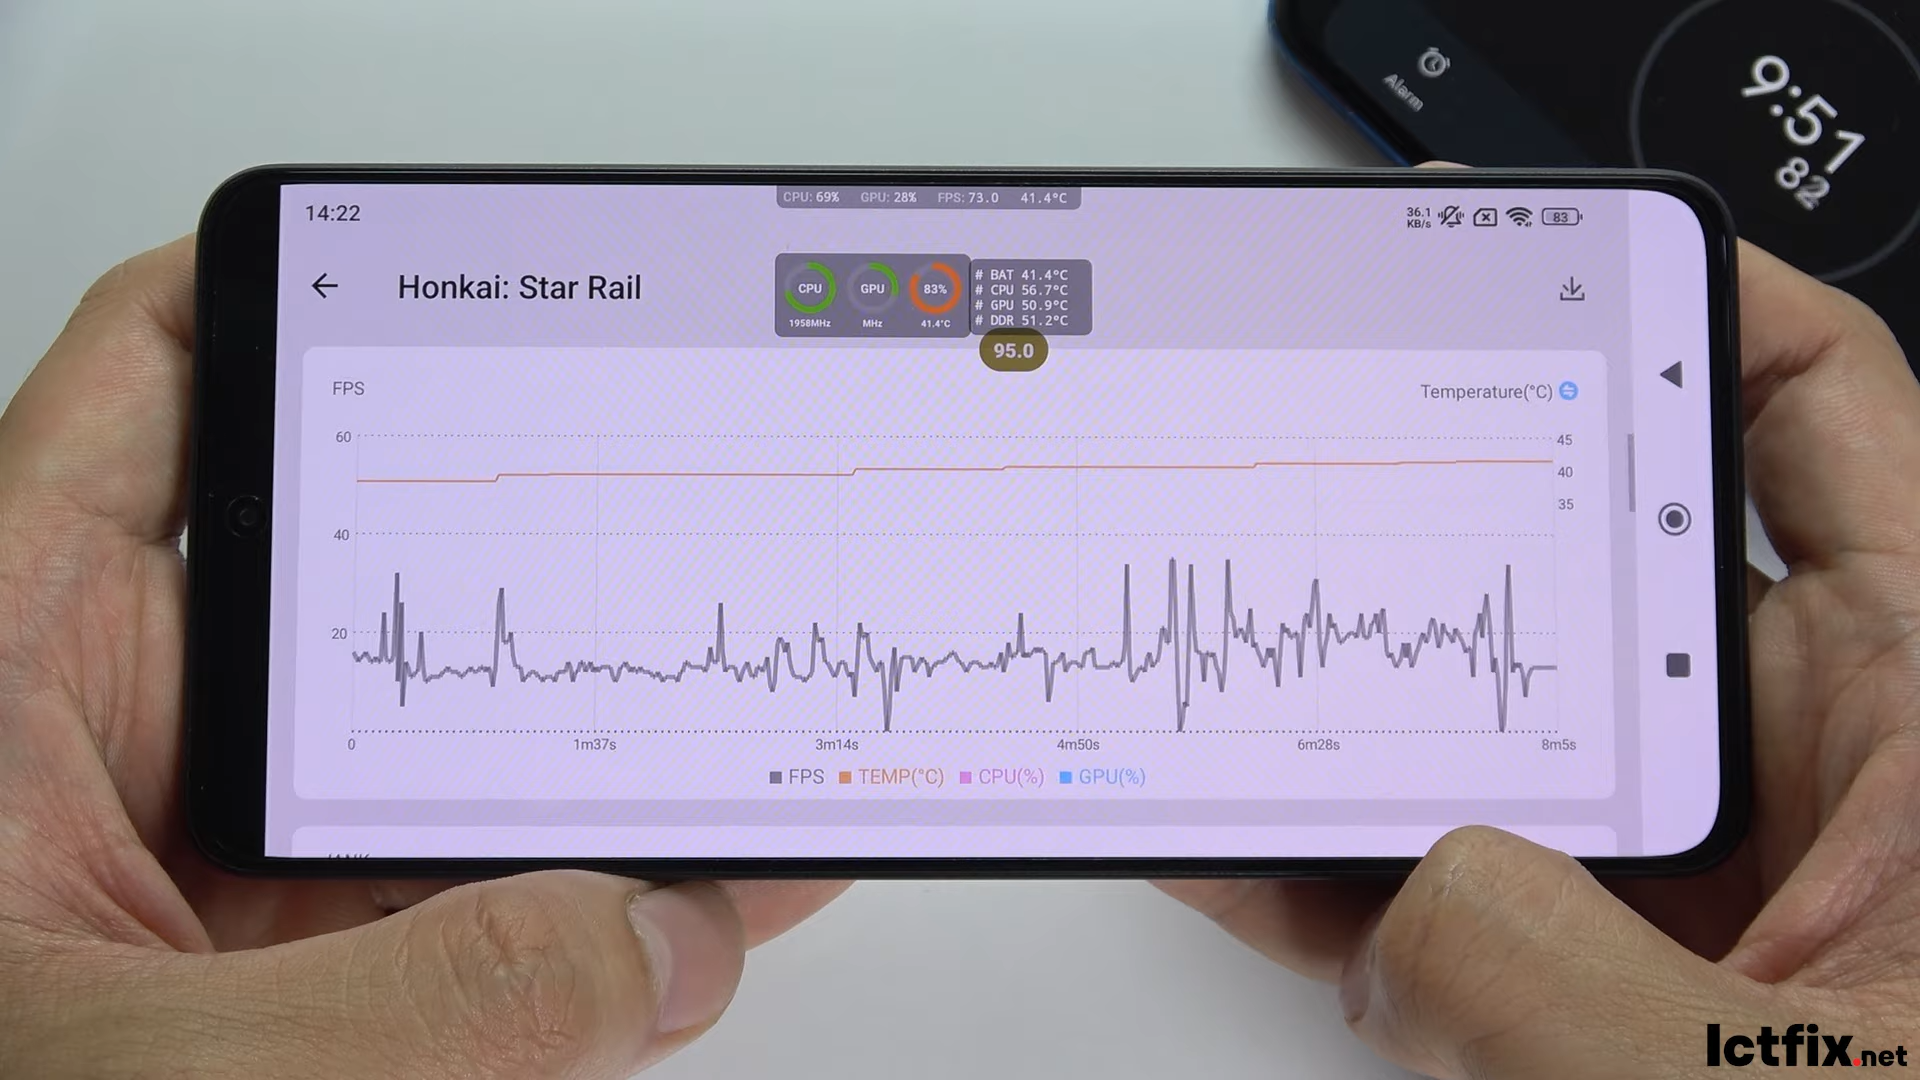 Alarm
9:51
82
CPU: 69% GPU: 28% FPS: 73.0 41.4°C
14:22
36.1 KB/s
83
Honkai: Star Rail
CPU
GPU
83%
1958MHz
MHz
41.4°C
# BAT 41.4°C
# CPU 56.7°C
# GPU 50.9°C
# DDR 51.2°C
95.0
FPS
Temperature(°C)
60
45
40
35
40
20
0 1m37s 3m14s 4m50s 6m28s 8m5s
FPS TEMP(°C) CPU(%) GPU(%)
Ictfix.net